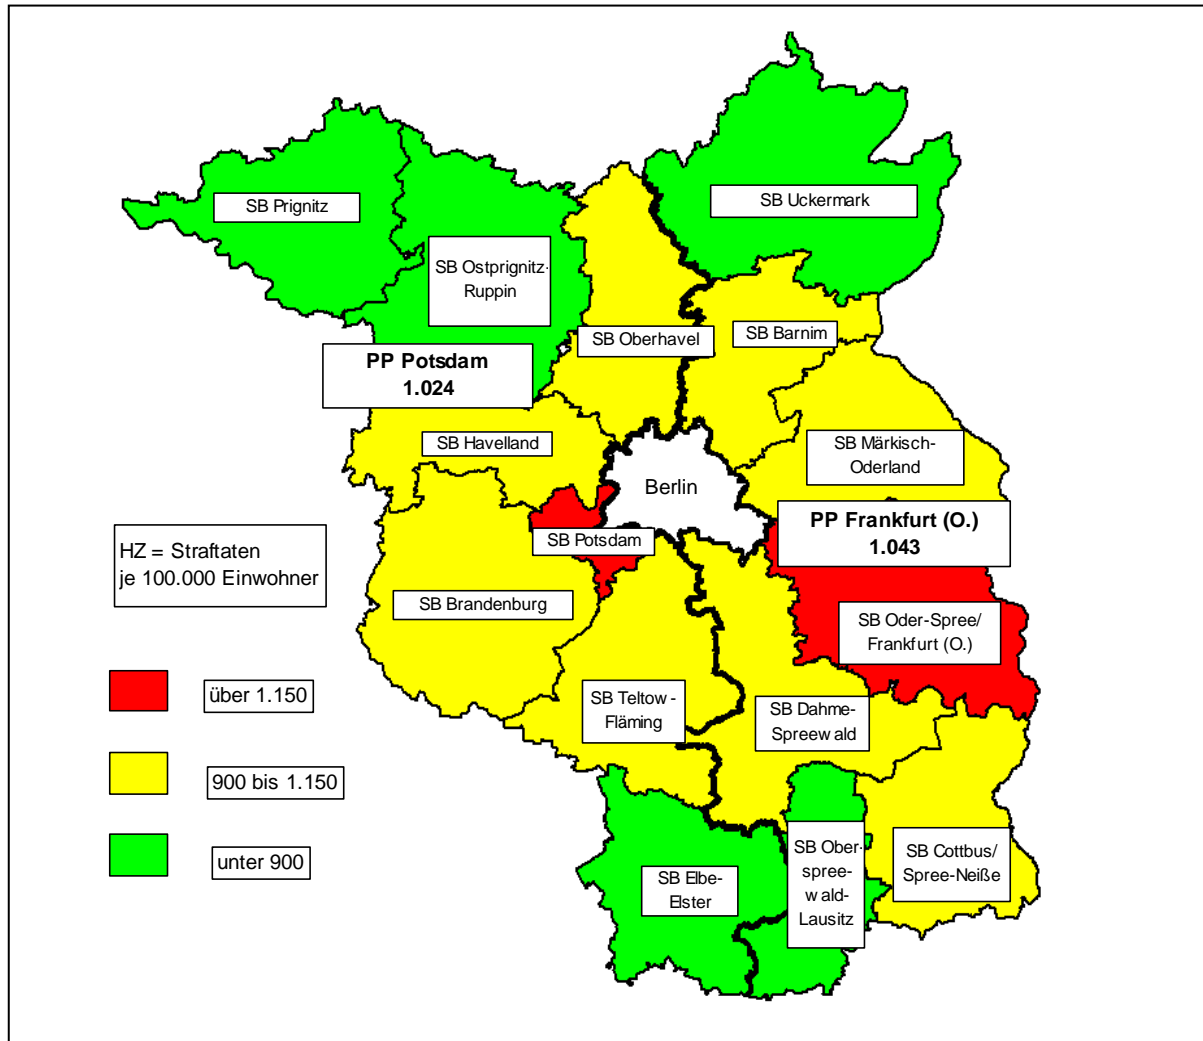 SB Prignitz
SB Uckermark
SB Ostprignitz-
Ruppin
SB Oberhavel
SB Barnim
PP Potsdam
1.024
SB Havelland
SB Märkisch-
Oderland
Berlin
PP Frankfurt (O.)
1.043
SB Potsdam
HZ = Straftaten
je 100.000 Einwohner
SB Brandenburg
SB Oder-Spree/
Frankfurt (O.)
über 1.150
SB Teltow-
Fläming
SB Dahme-
Spreewald
900 bis 1.150
unter 900
SB Elbe-
Elster
SB Ober-
spree-
wald-
Lausitz
SB Cottbus/
Spree-Neiße